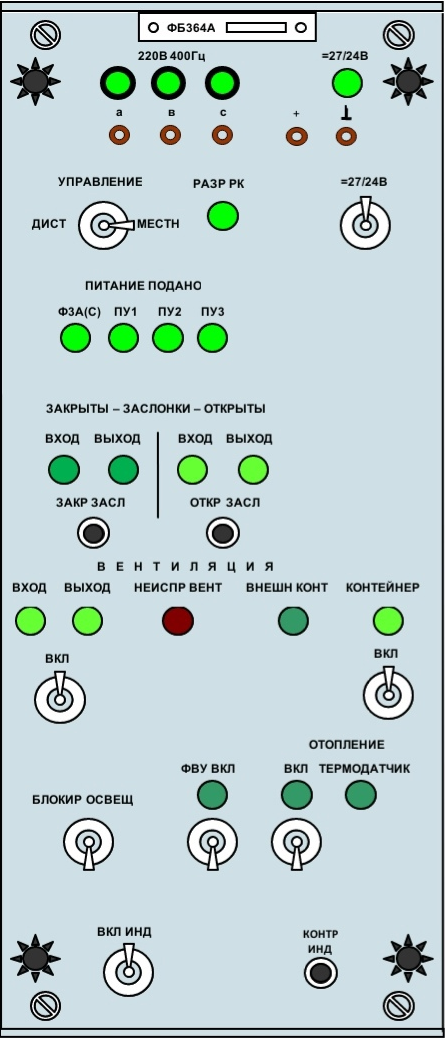 ФБ364А
220В 400Гц =27/24В
а в с + ⊥
УПРАВЛЕНИЕ РАЗР РК =27/24В
ДИСТ МЕСТН
ПИТАНИЕ ПОДАНО
ФЗА(С) ПУ1 ПУ2 ПУ3
ЗАКРЫТЫ – ЗАСЛОНКИ – ОТКРЫТЫ
ВХОД ВЫХОД ВХОД ВЫХОД
ЗАКР ЗАСЛ ОТКР ЗАСЛ
В Е Н Т И Л Я Ц И Я
ВХОД ВЫХОД НЕИСПР ВЕНТ ВНЕШН КОНТ КОНТЕЙНЕР
ВКЛ ВКЛ
ОТОПЛЕНИЕ
ФВУ ВКЛ ВКЛ ТЕРМОДАТЧИК
БЛОКИР ОСВЕЩ
ВКЛ ИНД КОНТР
ИНД